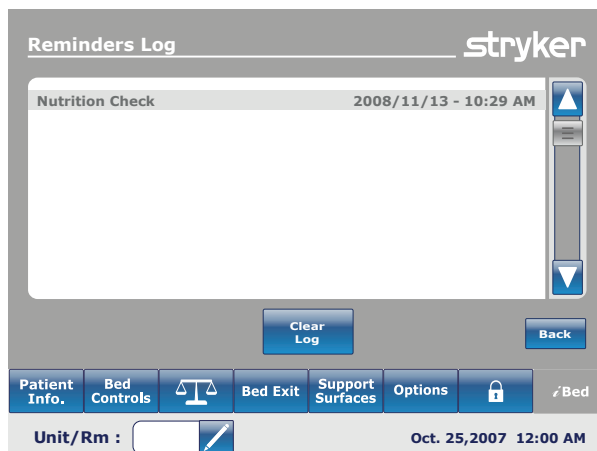 Reminders Log
stryker
Nutrition Check 2008/11/13 - 10:29 AM
Clear
Log
Back
Patient
Info.
Bed
Controls
Bed Exit
Support
Surfaces
Options
iBed
Unit/Rm :
Oct. 25,2007 12:00 AM